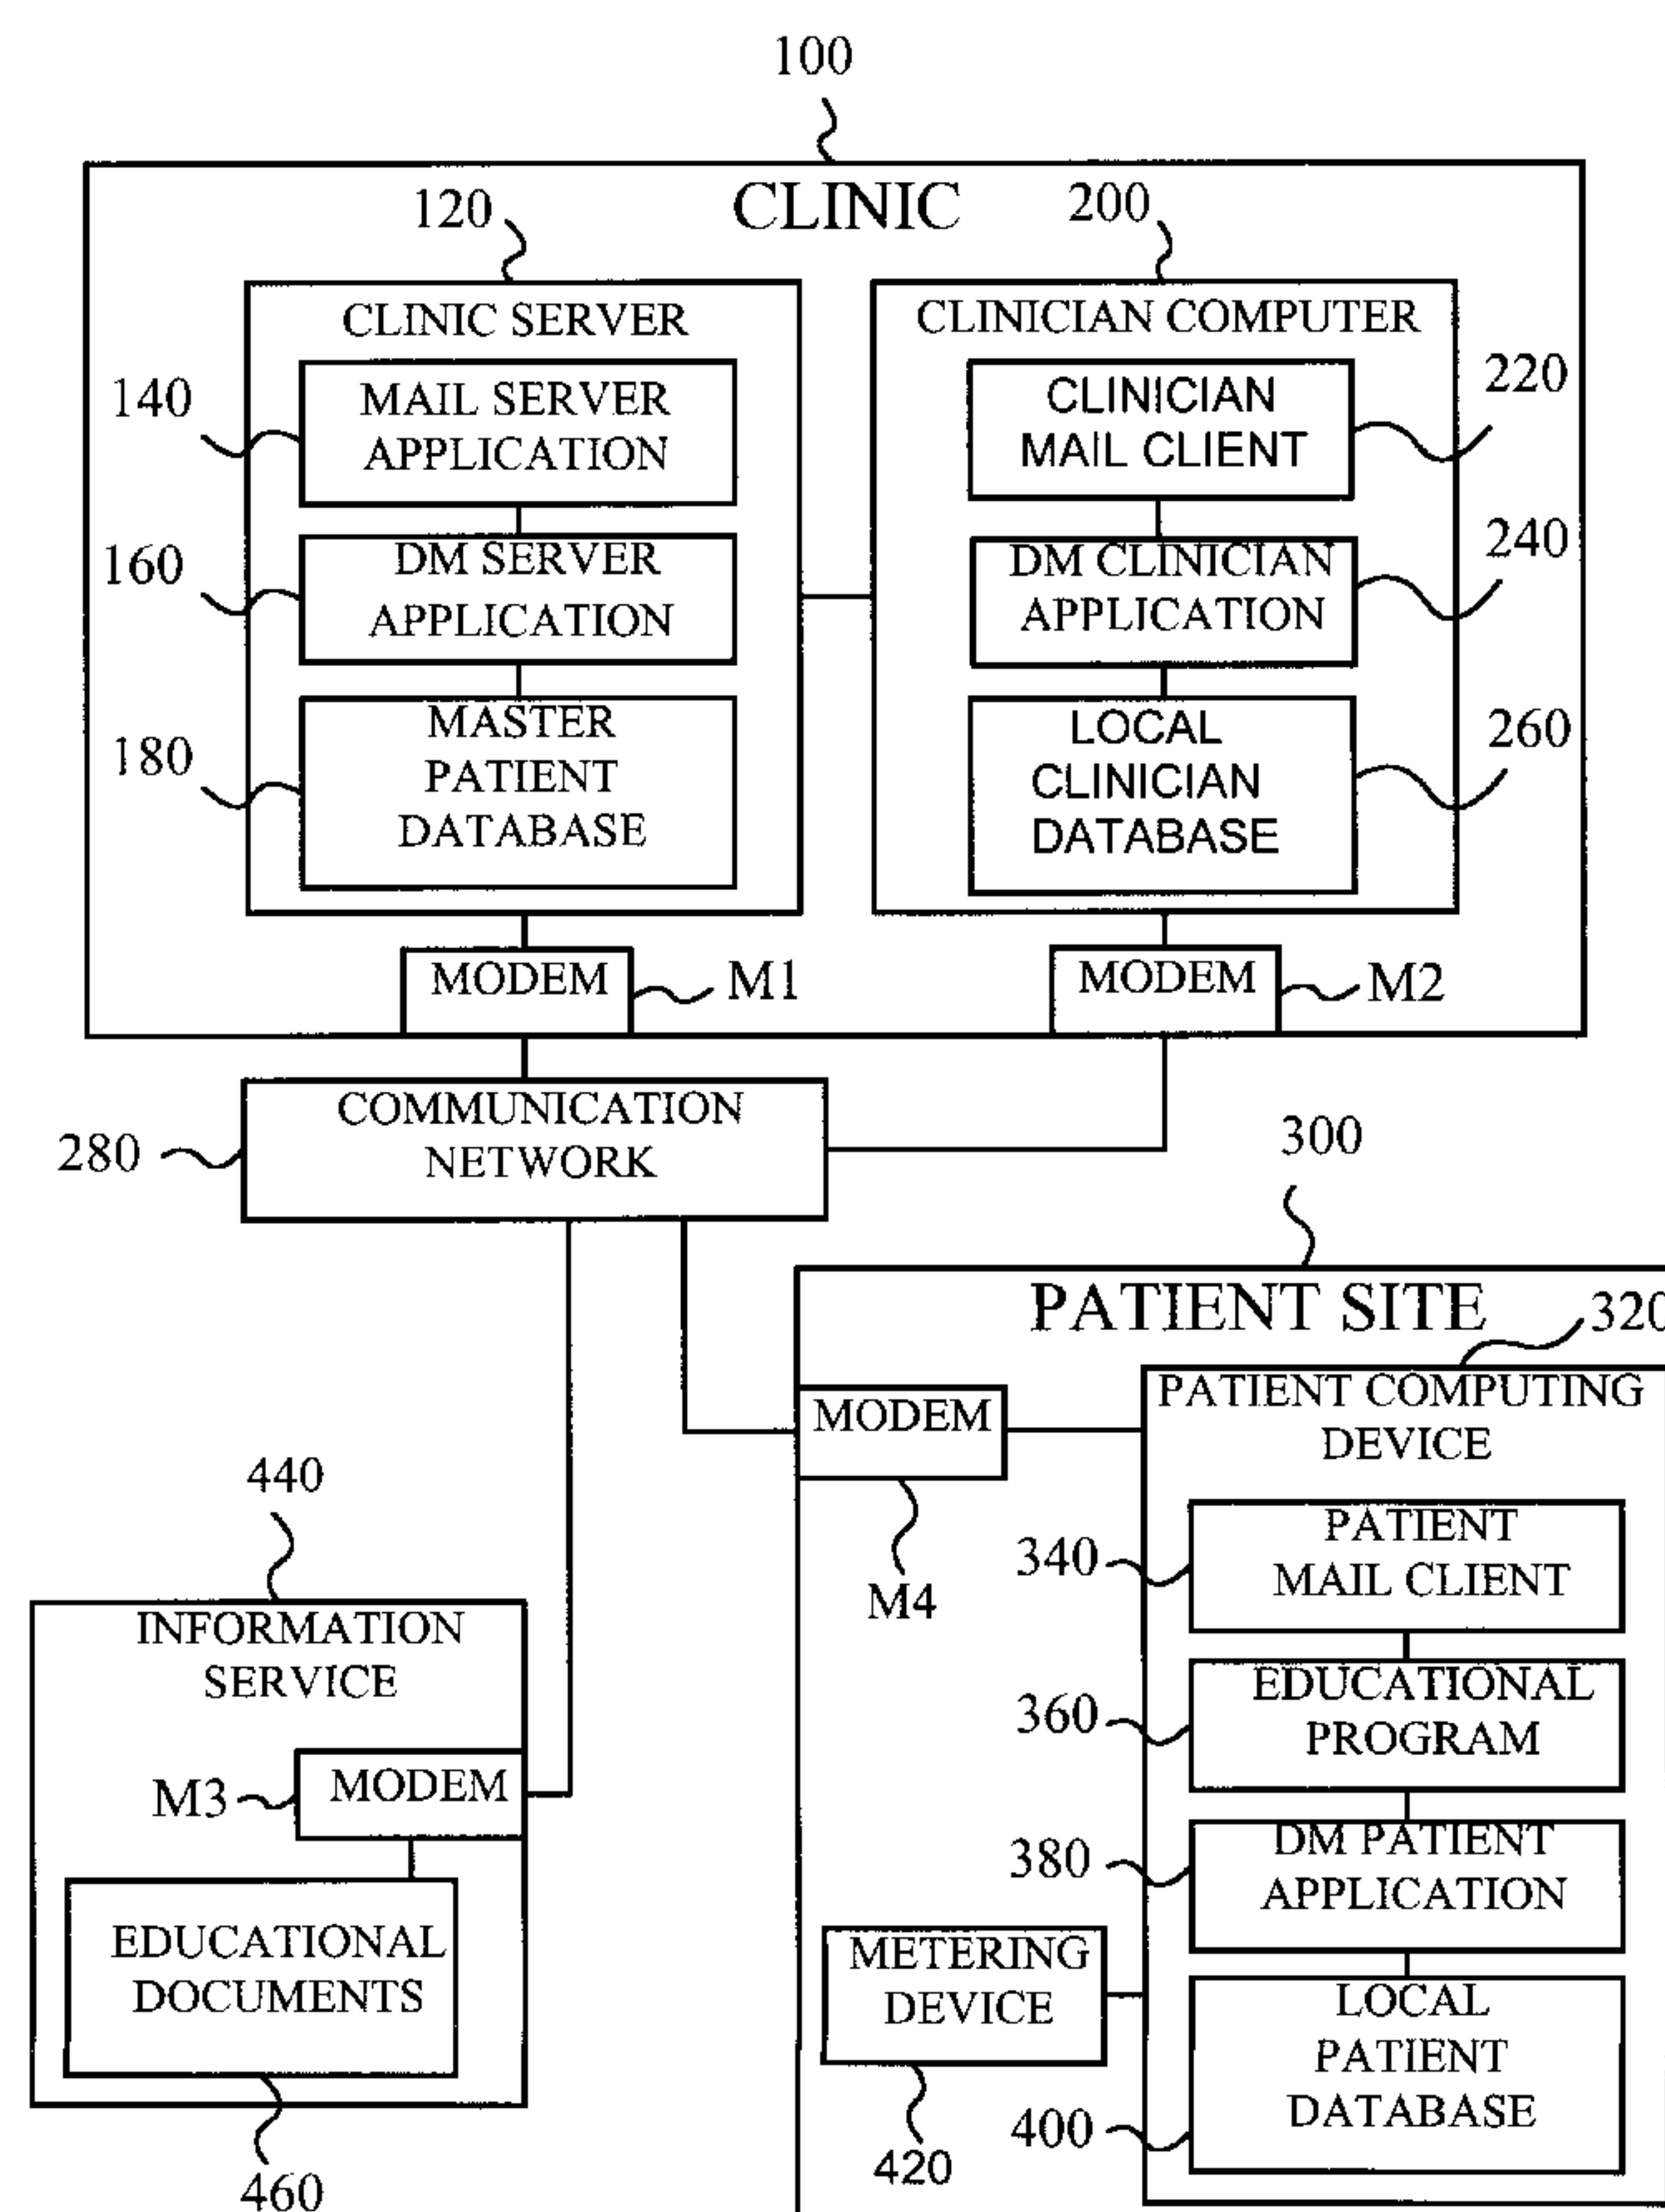 100
CLINIC
120
200
CLINIC SERVER
CLINICIAN COMPUTER
140
MAIL SERVER
APPLICATION
CLINICIAN
MAIL CLIENT
220
160
DM SERVER
APPLICATION
DM CLINICIAN
APPLICATION
240
180
MASTER
PATIENT
DATABASE
LOCAL
CLINICIAN
DATABASE
260
MODEM
M1
MODEM
M2
280
COMMUNICATION
NETWORK
300
PATIENT SITE
320
MODEM
M4
PATIENT COMPUTING
DEVICE
340
PATIENT
MAIL CLIENT
360
EDUCATIONAL
PROGRAM
380
DM PATIENT
APPLICATION
METERING
DEVICE
420
400
LOCAL
PATIENT
DATABASE
440
INFORMATION
SERVICE
M3
MODEM
EDUCATIONAL
DOCUMENTS
460